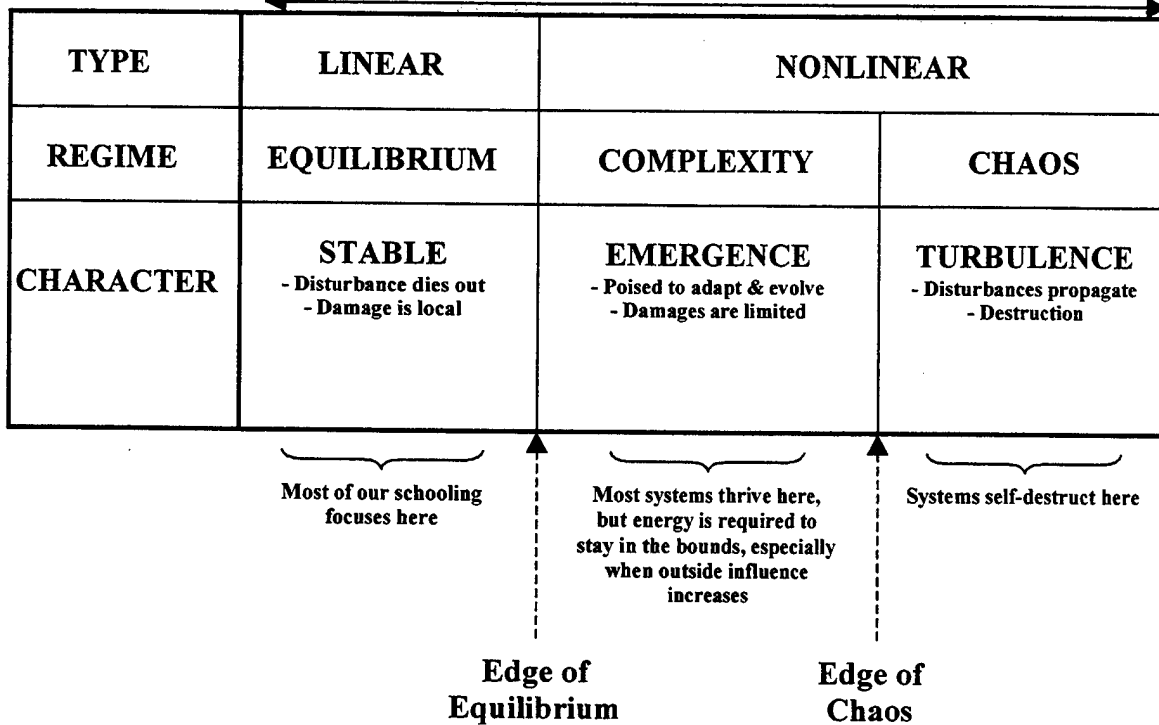 TYPE LINEAR NONLINEAR
REGIME EQUILIBRIUM COMPLEXITY CHAOS
CHARACTER
STABLE
- Disturbance dies out
- Damage is local
EMERGENCE
- Poised to adapt & evolve
- Damages are limited
TURBULENCE
- Disturbances propagate
- Destruction
Most of our schooling
focuses here
Most systems thrive here,
but energy is required to
stay in the bounds, especially
when outside influence
increases
Systems self-destruct here
Edge of
Equilibrium
Edge of
Chaos